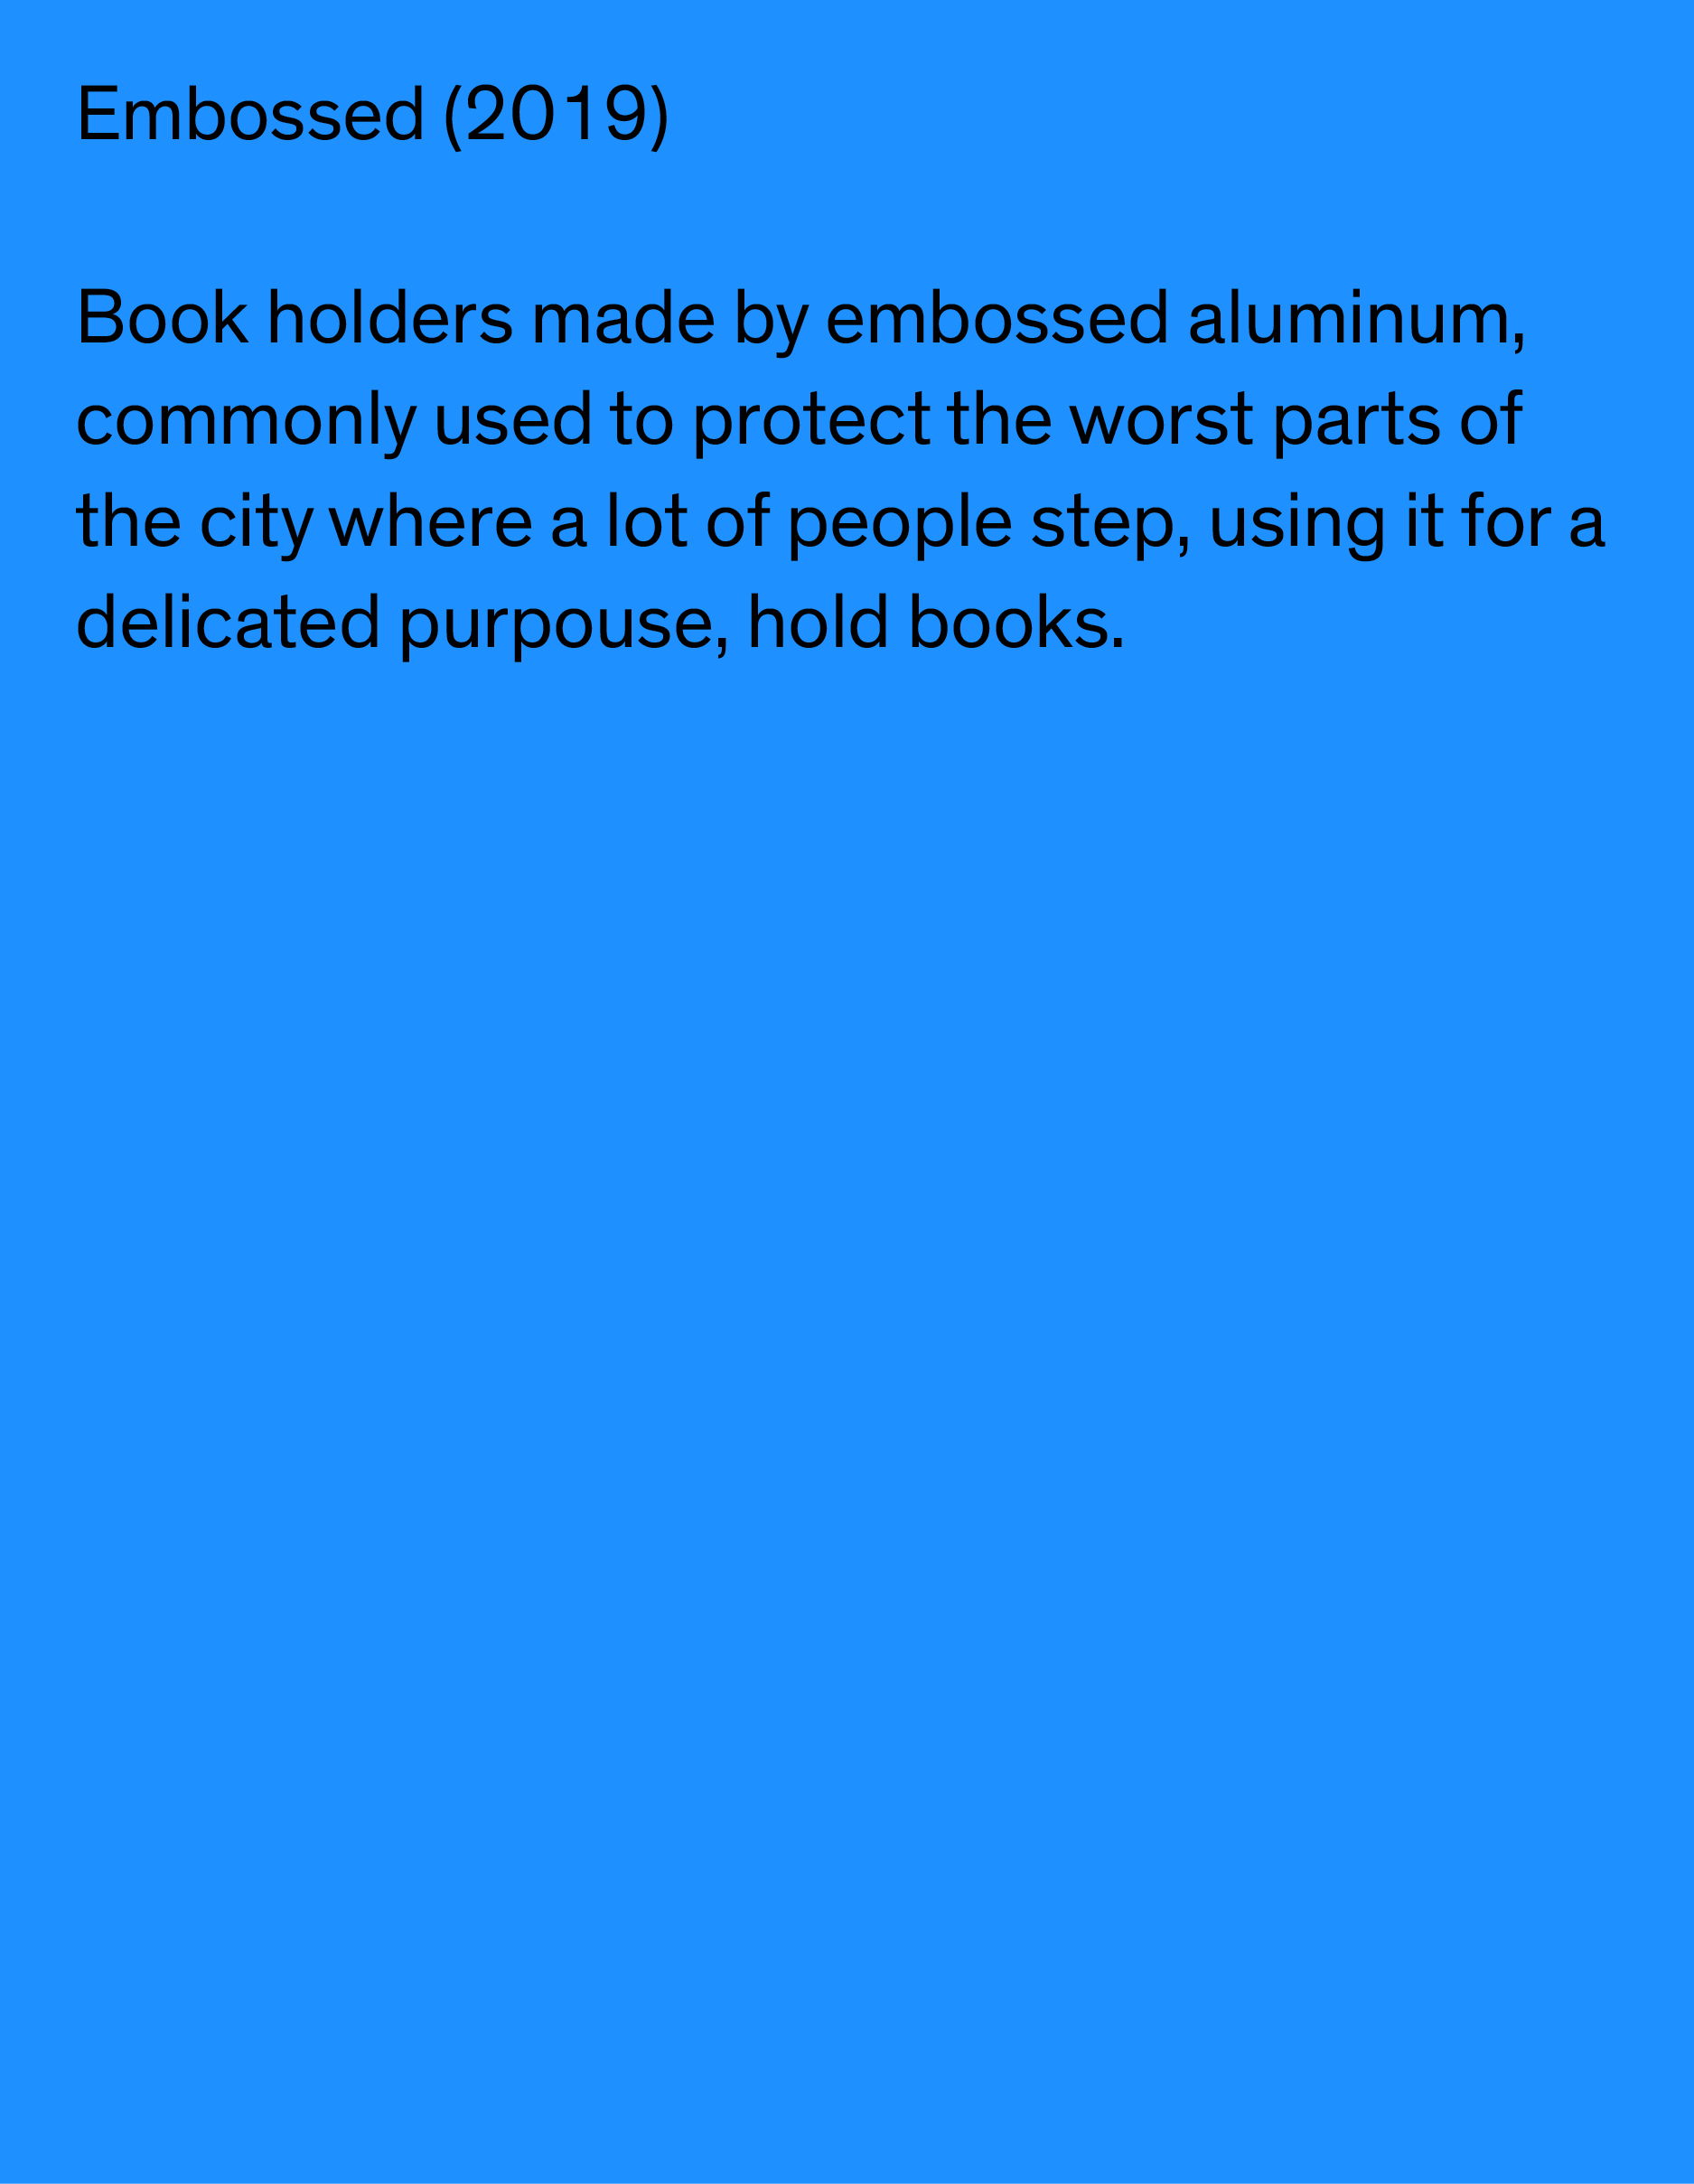 Embossed (2019)
Book holders made by embossed aluminum,
commonly used to protect the worst parts of
the city where a lot of people step, using it for a
delicated purpouse, hold books.